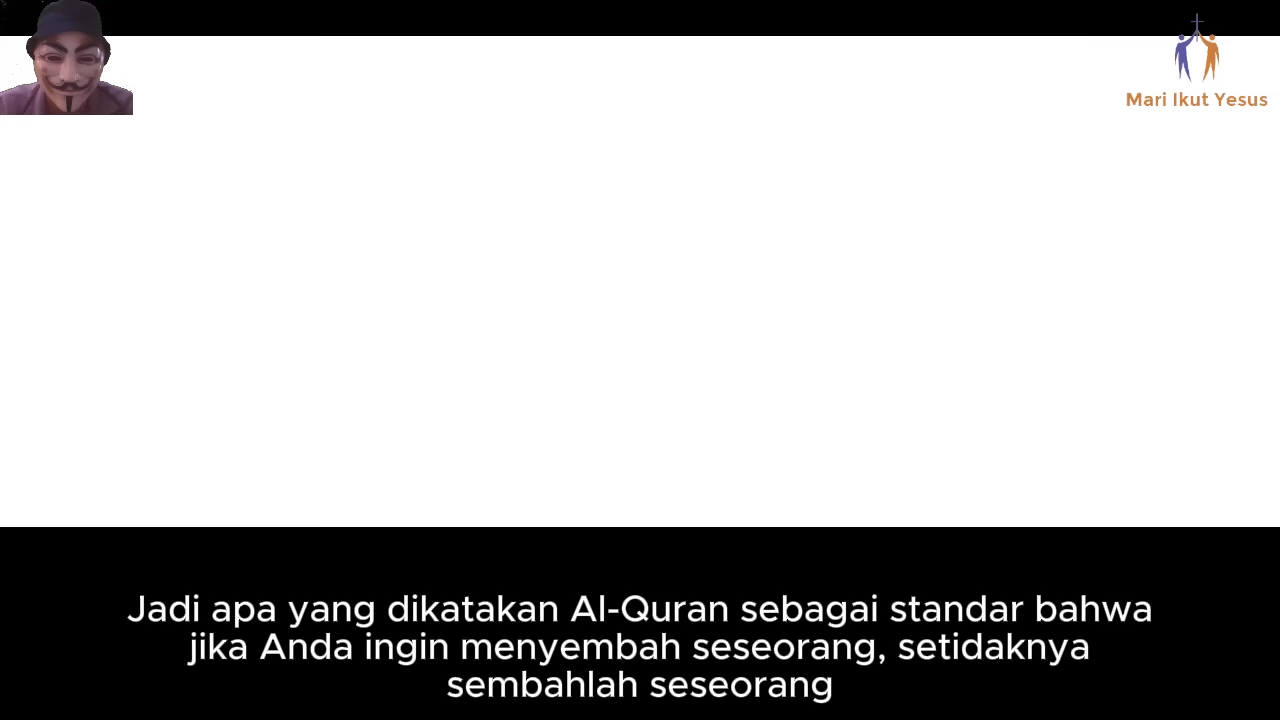 Mari Ikut Yesus
Jadi apa yang dikatakan Al-Quran sebagai standar bahwa
jika Anda ingin menyembah seseorang, setidaknya
sembahlah seseorang